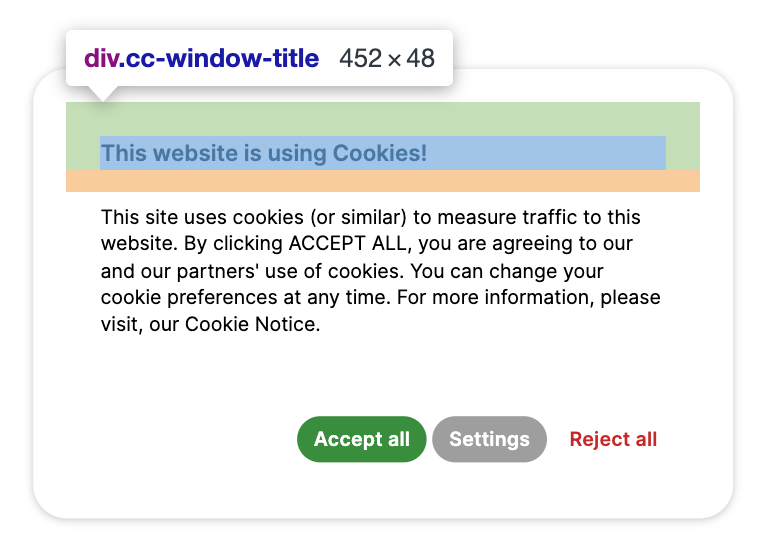 div.cc-window-title 452 × 48
This website is using Cookies!
This site uses cookies (or similar) to measure traffic to this
website. By clicking ACCEPT ALL, you are agreeing to our
and our partners' use of cookies. You can change your
cookie preferences at any time. For more information, please
visit, our Cookie Notice.
Accept all Settings Reject all